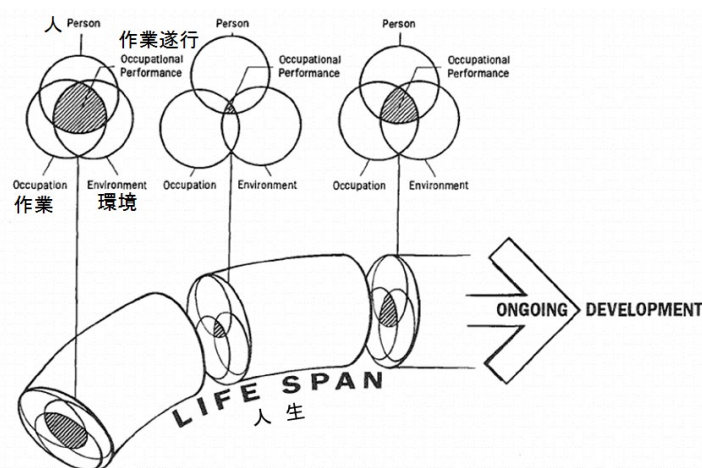 人 Person
作業遂行
Occupational
Performance
Occupation
作業
Environment
環境
Person
Occupational
Performance
Occupation
Environment
Person
Occupational
Performance
Occupation
Environment
LIFE SPAN
人生
ONGOING DEVELOPMENT